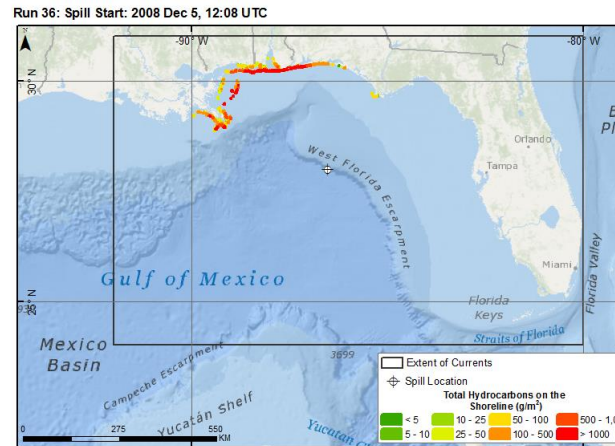 Run 36: Spill Start: 2008 Dec 5, 12:08 UTC
-90° W
-80° W
30° N
Orlando
Tampa
West Florida Escarpment
Miami
Gulf of Mexico
Florida Valley
Florida Keys
Straits of Florida
Mexico Basin
3699
Campeche Escarpment
Yucatán Shelf
Extent of Currents
Spill Location
Total Hydrocarbons on the
Shoreline (g/m²)
< 5
10 - 25
50 - 100
5 - 10
25 - 50
100 - 500
> 1000
0
275
550
KM